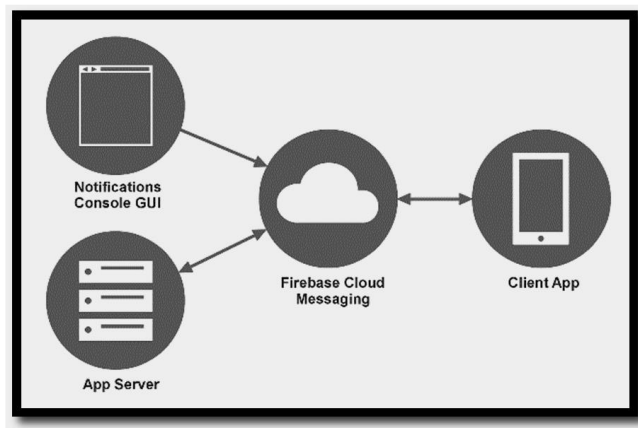 Notifications
Console GUI
Firebase Cloud
Messaging
Client App
App Server